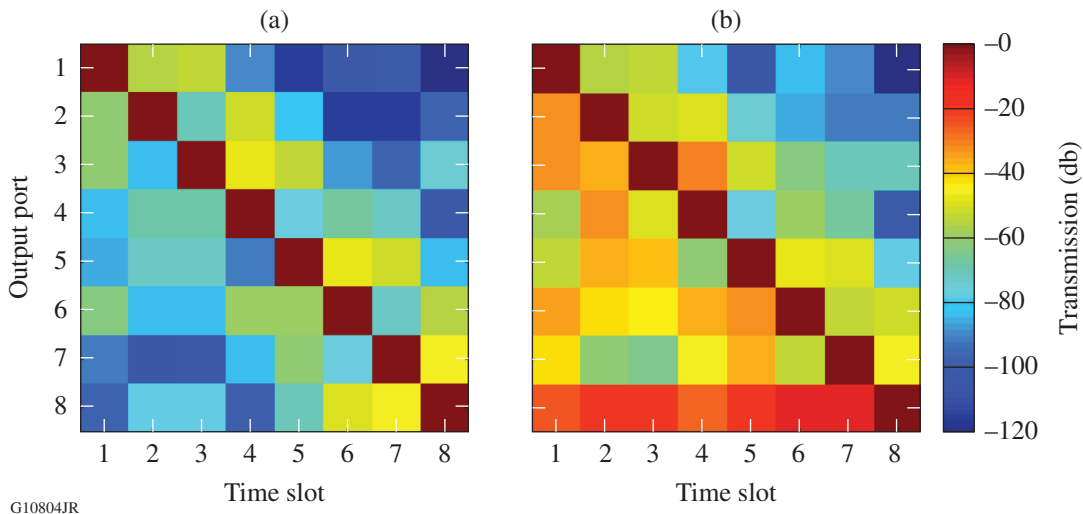 (a) (b)
Output port
1
2
3
4
5
6
7
8
1 2 3 4 5 6 7 8
Time slot
1 2 3 4 5 6 7 8
Time slot
–0
–20
–40
–60
–80
–100
–120
Transmission (db)
G10804JR